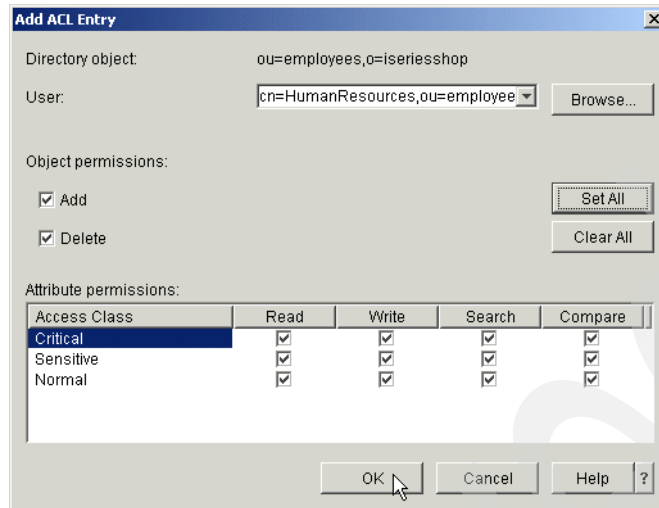 Add ACL Entry
Directory object: ou=employees,o=iseriesshop
User: cn=HumanResources,ou=employee Browse...
Object permissions:
Add Set All
Delete Clear All
Attribute permissions:
Access Class Read Write Search Compare
Critical
Sensitive
Normal
OK Cancel Help ?